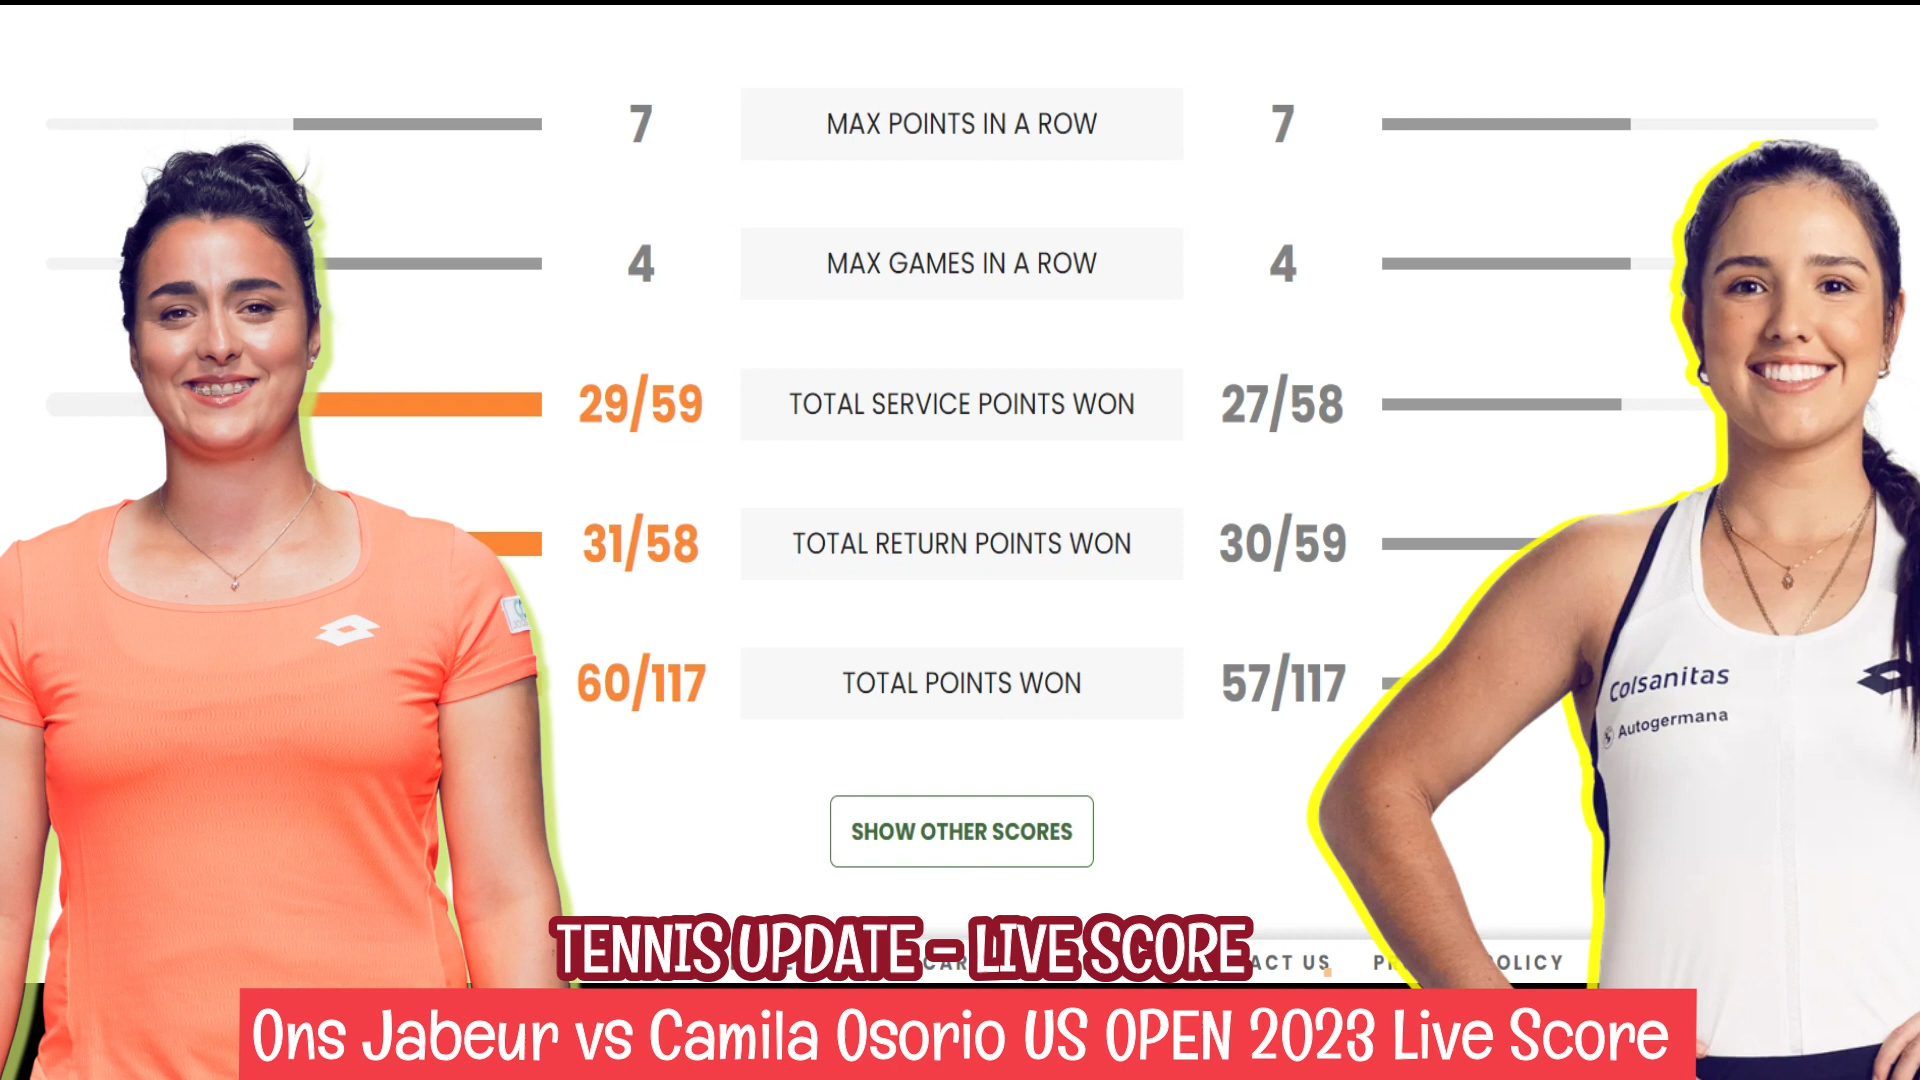 7 MAX POINTS IN A ROW 7
4 MAX GAMES IN A ROW 4
29/59 TOTAL SERVICE POINTS WON 27/58
31/58 TOTAL RETURN POINTS WON 30/59
60/117 TOTAL POINTS WON 57/117
Colsanitas
Autogermana
SHOW OTHER SCORES
TENNIS UPDATE - LIVE SCORE
US
Ons Jabeur vs Camila Osorio US OPEN 2023 Live Score